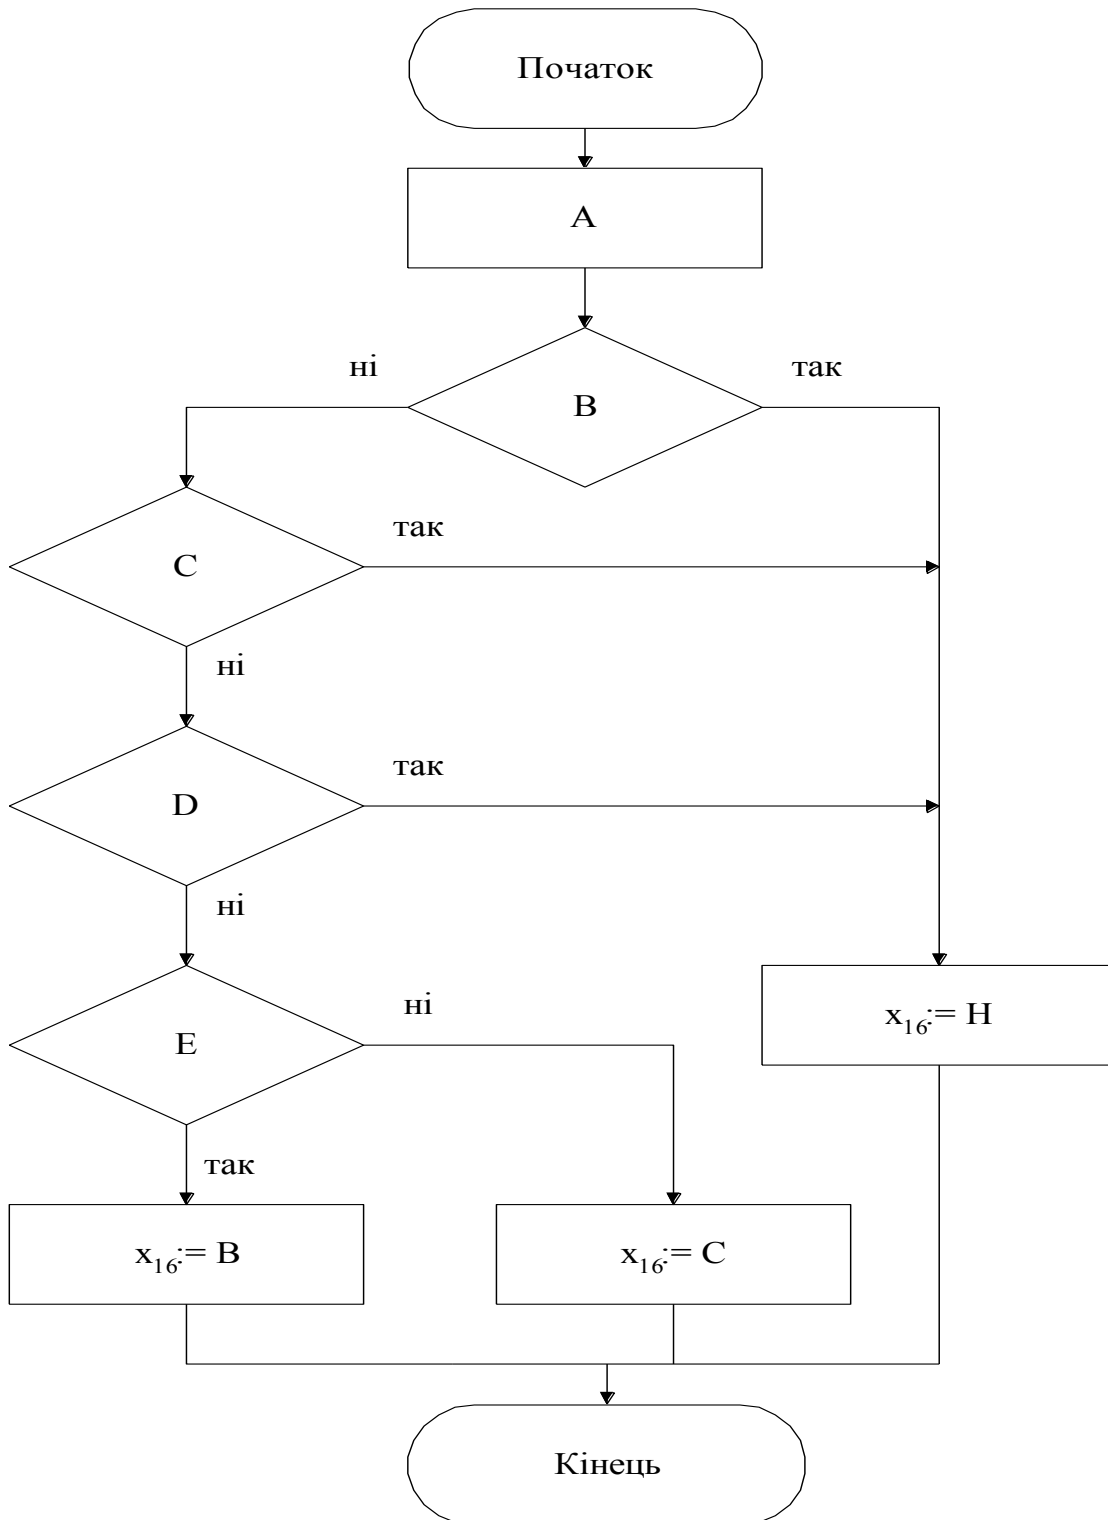 Початок
A
ні
так
B
так
C
ні
так
D
ні
ні
E
x₁₆:= H
так
x₁₆:= B
x₁₆:= C
Кінець